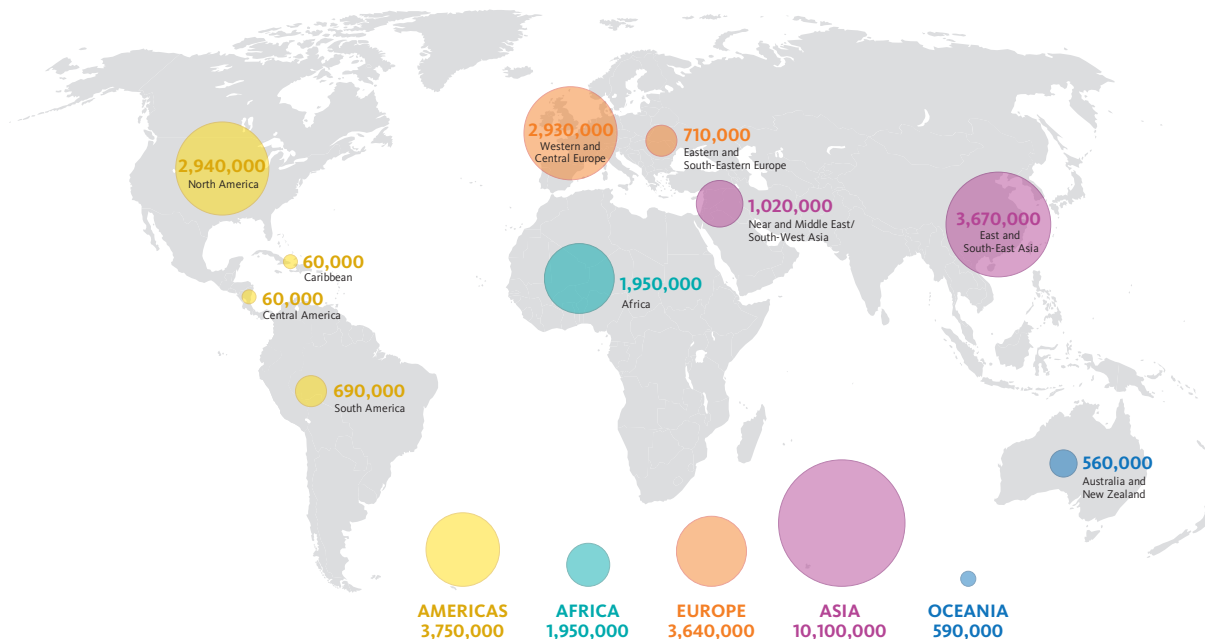 2,930,000
Western and
Central Europe
710,000
Eastern and
South-Eastern Europe
2,940,000
North America
1,020,000
Near and Middle East/
South-West Asia
3,670,000
East and
South-East Asia
60,000
Caribbean
1,950,000
Africa
60,000
Central America
690,000
South America
560,000
Australia and
New Zealand
AMERICAS
3,750,000
AFRICA
1,950,000
EUROPE
3,640,000
ASIA
10,100,000
OCEANIA
590,000